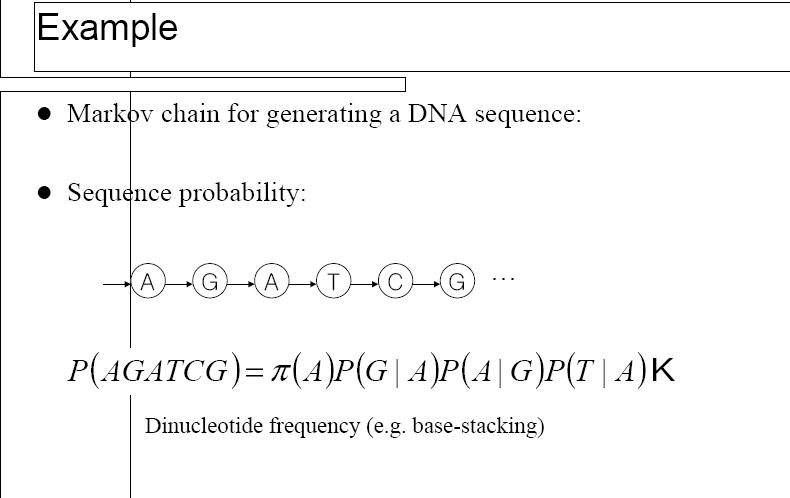 Example
● Markov chain for generating a DNA sequence:
● Sequence probability:
A G A T C G ...
P(AGATCG)= π(A)P(G | A)P(A | G)P(T | A)K
Dinucleotide frequency (e.g. base-stacking)